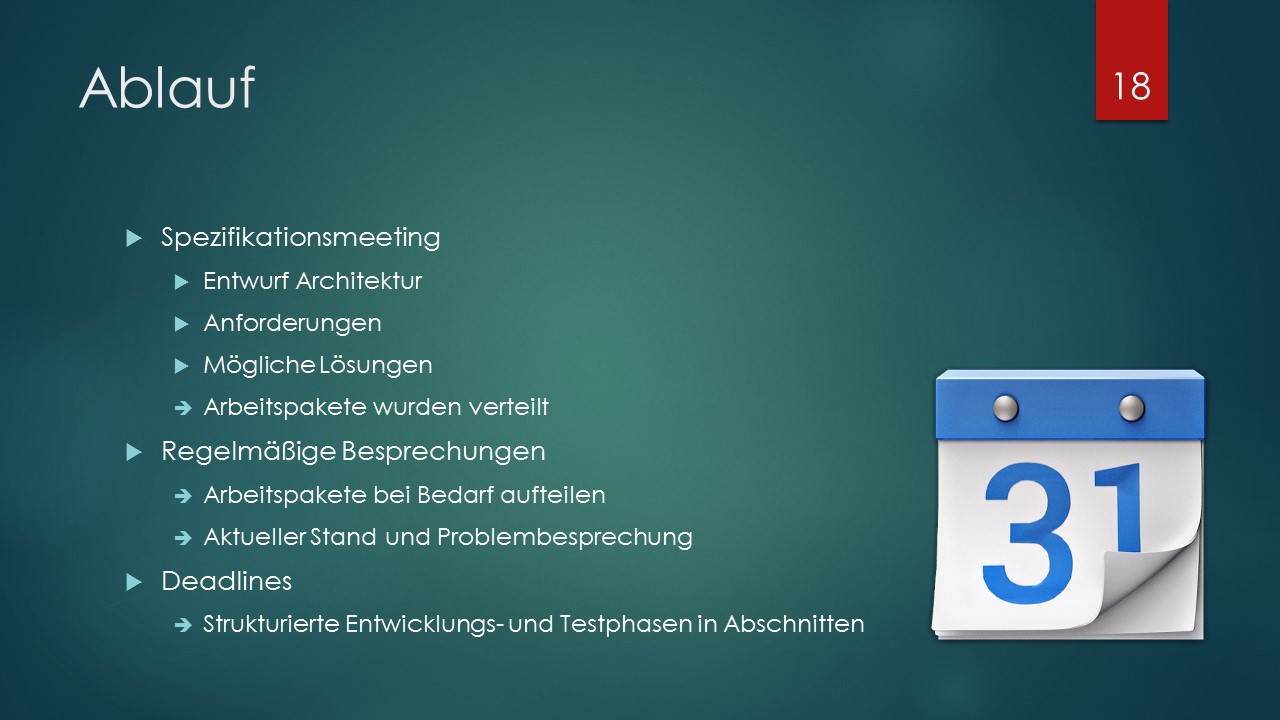 Ablauf
18
Spezifikationsmeeting
Entwurf Architektur
Anforderungen
Mögliche Lösungen
Arbeitspakete wurden verteilt
Regelmäßige Besprechungen
Arbeitspakete bei Bedarf aufteilen
Aktueller Stand und Problembesprechung
Deadlines
Strukturierte Entwicklungs- und Testphasen in Abschnitten
31